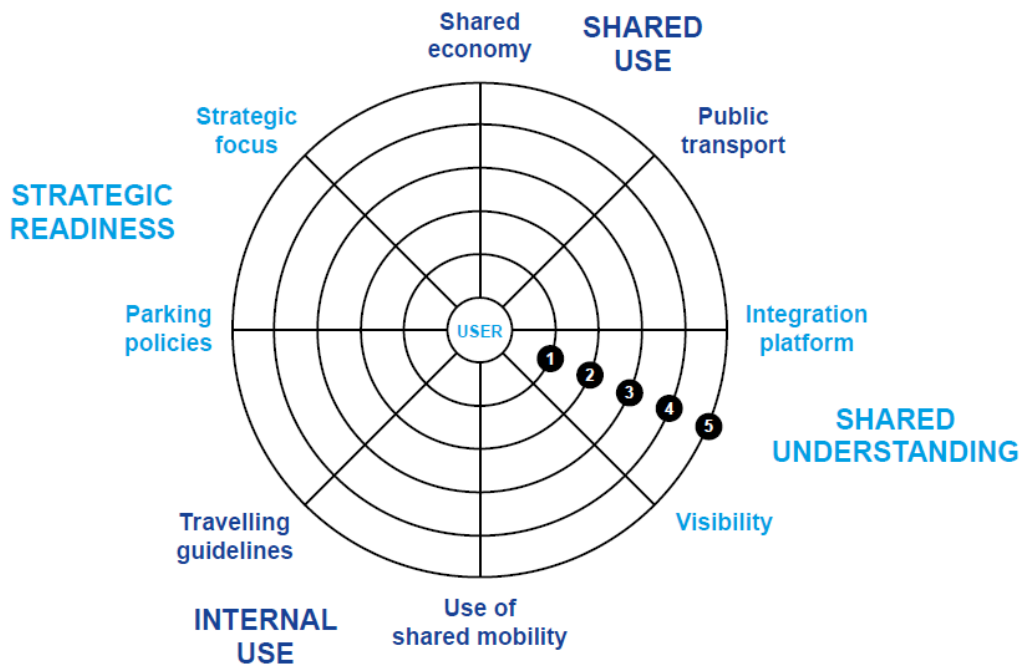 Shared
economy
SHARED
USE
Strategic
focus
Public
transport
STRATEGIC
READINESS
Parking
policies
USER
Integration
platform
1
2
3
4
5
SHARED
UNDERSTANDING
Travelling
guidelines
Visibility
INTERNAL
USE
Use of
shared mobility